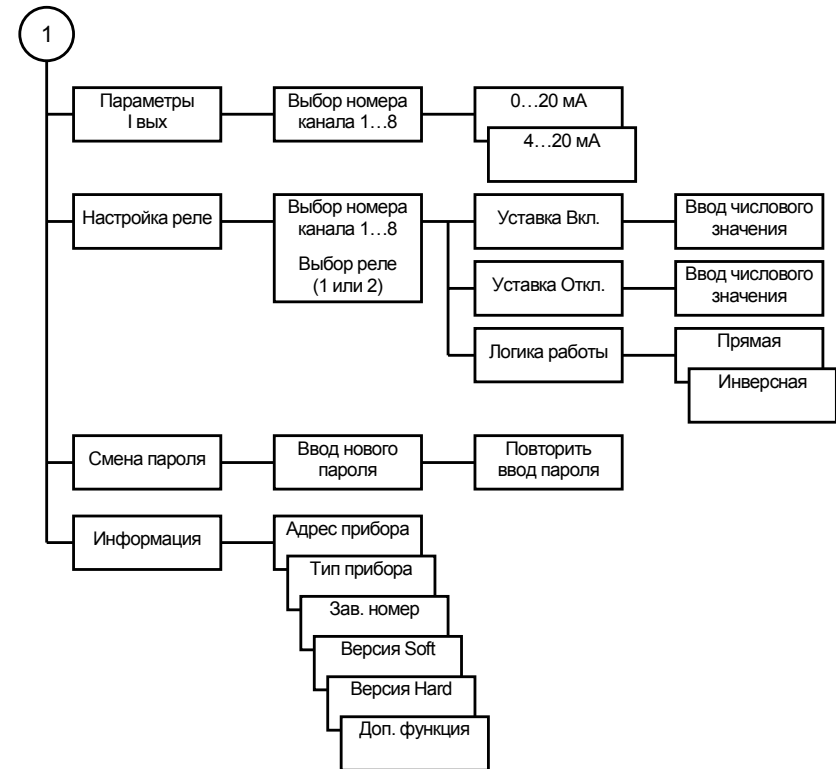 1
Параметры
I вых
Выбор номера
канала 1…8
0…20 мА
4…20 мА
Настройка реле
Выбор номера
канала 1…8
Выбор реле
(1 или 2)
Уставка Вкл.
Ввод числового
значения
Уставка Откл.
Ввод числового
значения
Логика работы
Прямая
Инверсная
Смена пароля
Ввод нового
пароля
Повторить
ввод пароля
Информация
Адрес прибора
Тип прибора
Зав. номер
Версия Soft
Версия Hard
Доп. функция